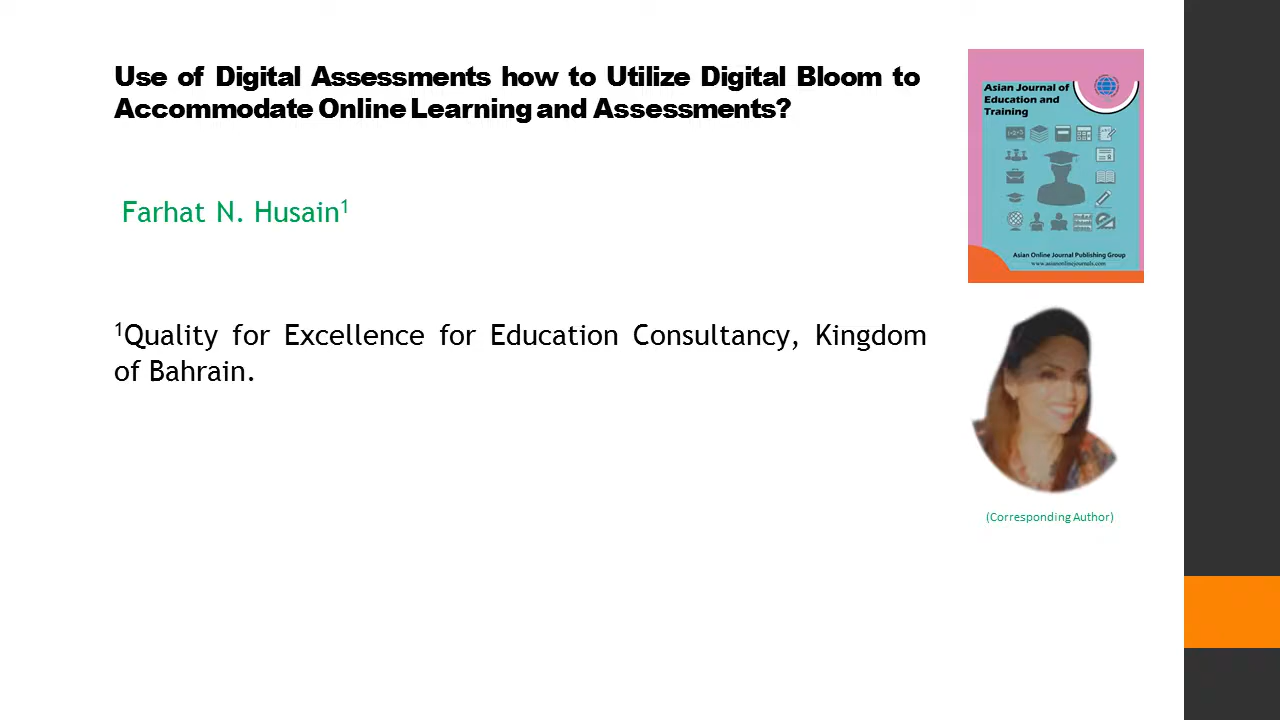 Use of Digital Assessments how to Utilize Digital Bloom to
Accommodate Online Learning and Assessments?
Farhat N. Husain¹
¹Quality for Excellence for Education Consultancy, Kingdom
of Bahrain.
Asian Journal of
Education and
Training
Asian Online Journal Publishing Group
www.asianonlinejournals.com
(Corresponding Author)